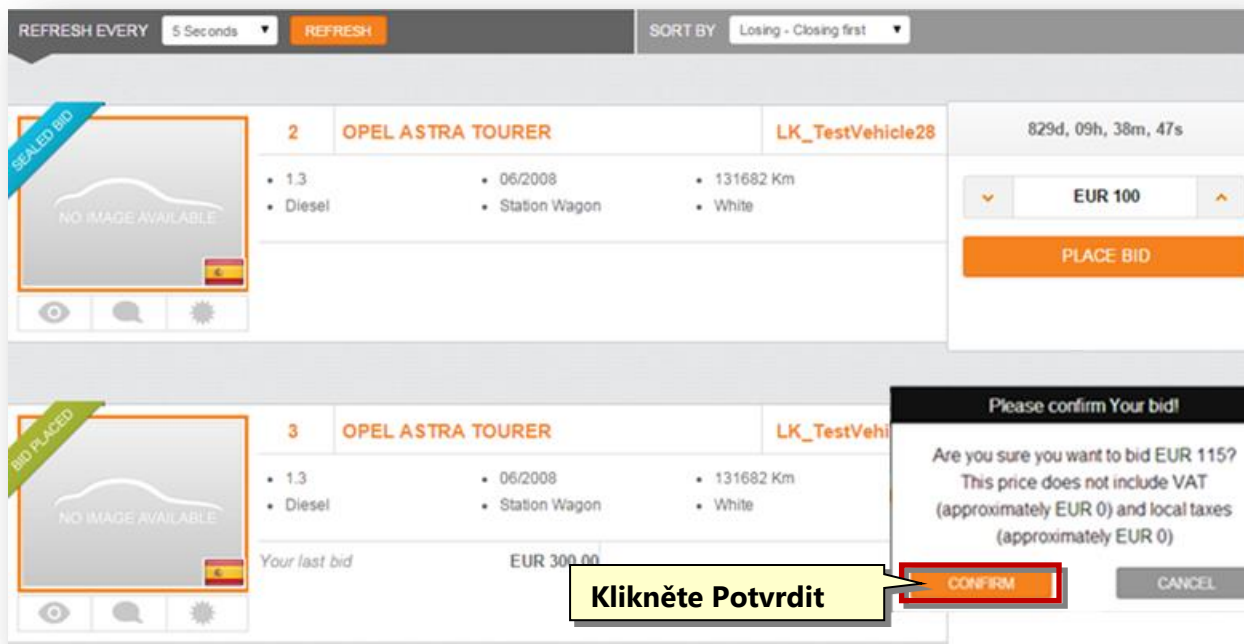 REFRESH EVERY 5 Seconds REFRESH SORT BY Losing - Closing first
SEALED BID
NO IMAGE AVAILABLE
2 OPEL ASTRA TOURER LK_TestVehicle28
• 1.3 • 06/2008 • 131682 Km
• Diesel • Station Wagon • White
829d, 09h, 38m, 47s
EUR 100
PLACE BID
BID PLACED
NO IMAGE AVAILABLE
3 OPEL ASTRA TOURER LK_TestVehi
• 1.3 • 06/2008 • 131682 Km
• Diesel • Station Wagon • White
Your last bid EUR 300.00
Please confirm Your bid!
Are you sure you want to bid EUR 115?
This price does not include VAT
(approximately EUR 0) and local taxes
(approximately EUR 0)
CONFIRM CANCEL
Klikněte Potvrdit